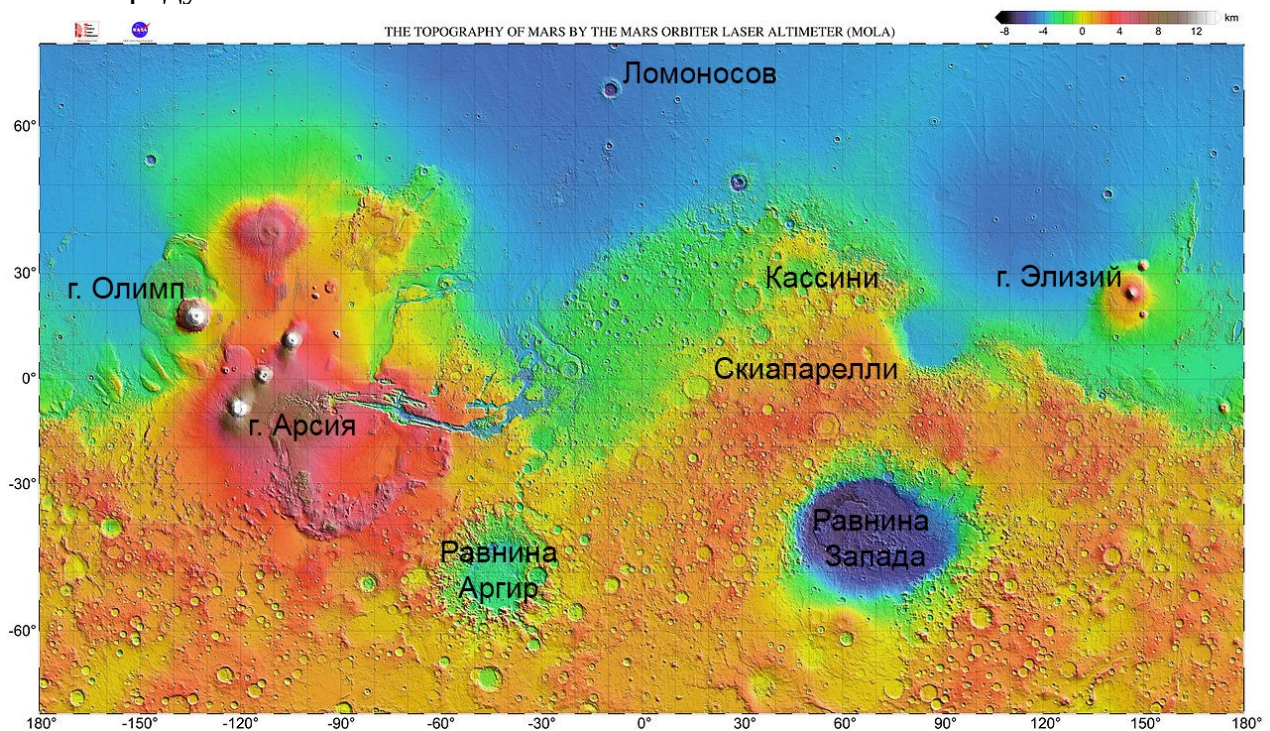 NASA
THE TOPOGRAPHY OF MARS BY THE MARS ORBITER LASER ALTIMETER (MOLA)
km
-8 -4 0 4 8 12
Ломоносов
60°
30°
г. Олимп
Кассини
г. Элизий
Скиапарелли
0°
г. Арсия
-30°
Равнина
Запада
Равнина
Аргир
-60°
180° -150 -120 -90 -60 -30 0° 30° 60° 90° 120° 150° 180°